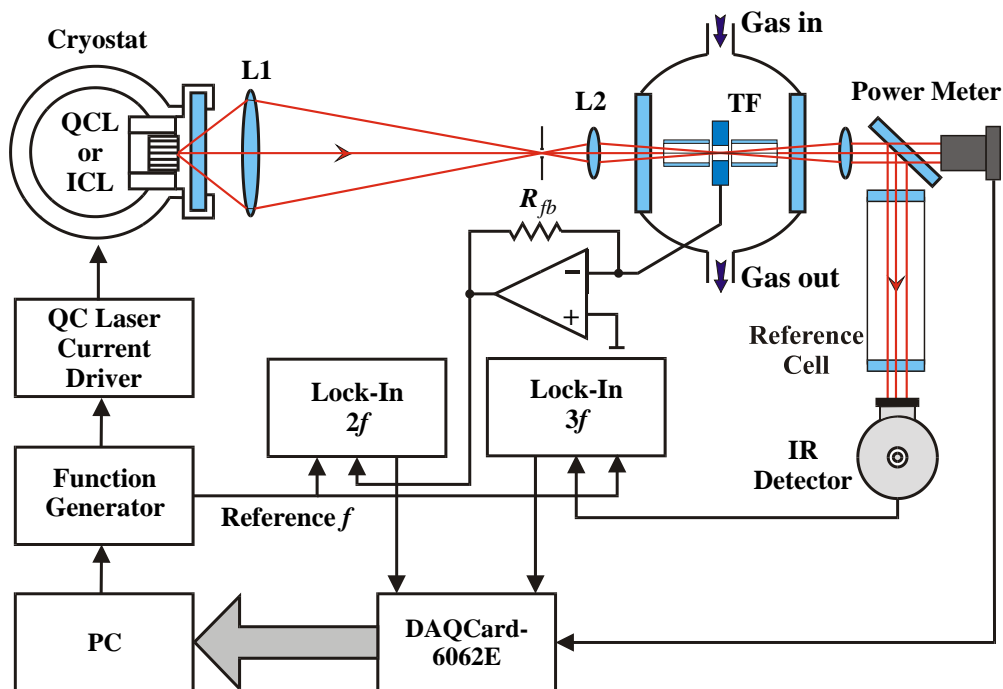 Cryostat
QCL
or
ICL
L1
L2
Gas in
TF
Power Meter
R_fb
−
+
Gas out
QC Laser
Current
Driver
Lock-In
2f
Lock-In
3f
Reference
Cell
IR
Detector
Function
Generator
Reference f
PC
DAQCard-
6062E